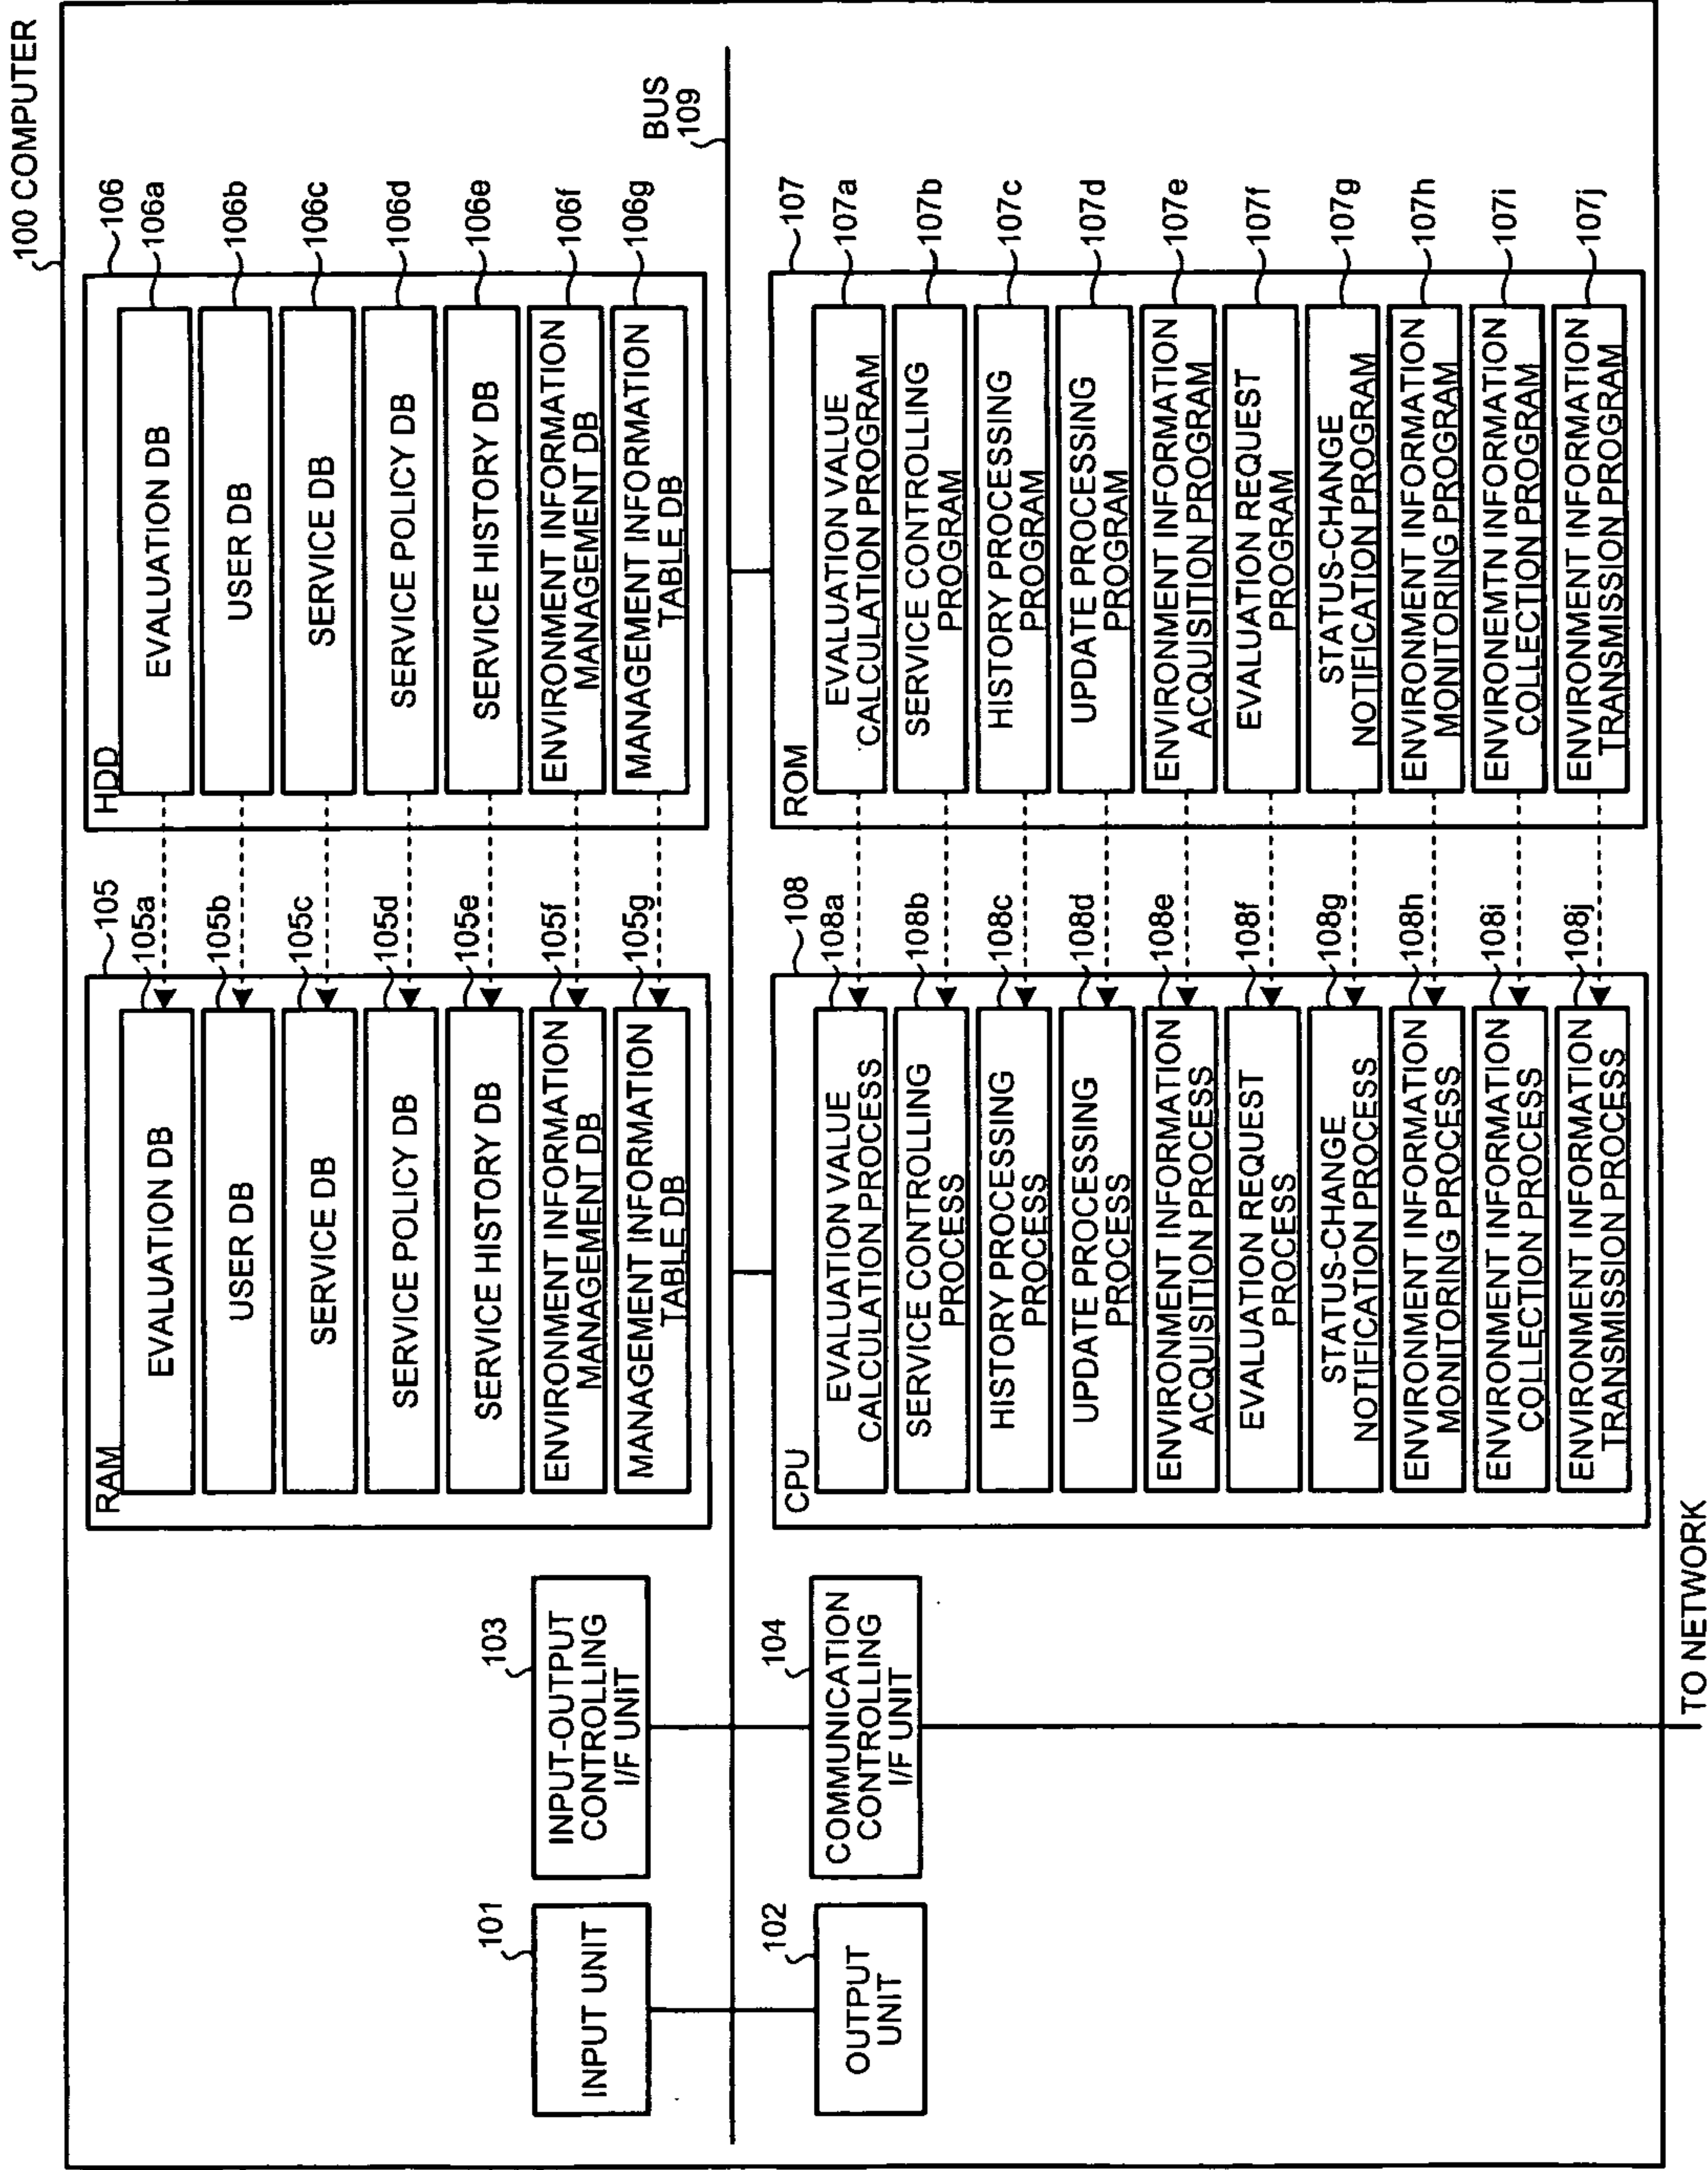 100 COMPUTER
101
INPUT UNIT
103
INPUT-OUTPUT
CONTROLLING
I/F UNIT
105
RAM
105a
EVALUATION DB
105b
USER DB
105c
SERVICE DB
105d
SERVICE POLICY DB
105e
SERVICE HISTORY DB
105f
ENVIRONMENT INFORMATION
MANAGEMENT DB
105g
MANAGEMENT INFORMATION
TABLE DB
106
HDD
106a
EVALUATION DB
106b
USER DB
106c
SERVICE DB
106d
SERVICE POLICY DB
106e
SERVICE HISTORY DB
106f
ENVIRONMENT INFORMATION
MANAGEMENT DB
106g
MANAGEMENT INFORMATION
TABLE DB
BUS
109
102
OUTPUT
UNIT
104
COMMUNICATION
CONTROLLING
I/F UNIT
108
CPU
108a
EVALUATION VALUE
CALCULATION PROCESS
108b
SERVICE CONTROLLING
PROCESS
108c
HISTORY PROCESSING
PROCESS
108d
UPDATE PROCESSING
PROCESS
108e
ENVIRONMENT INFORMATION
ACQUISITION PROCESS
108f
EVALUATION REQUEST
PROCESS
108g
STATUS-CHANGE
NOTIFICATION PROCESS
108h
ENVIRONMENT INFORMATION
MONITORING PROCESS
108i
ENVIRONMENT INFORMATION
COLLECTION PROCESS
108j
ENVIRONMENT INFORMATION
TRANSMISSION PROCESS
107
ROM
107a
EVALUATION VALUE
CALCULATION PROGRAM
107b
SERVICE CONTROLLING
PROGRAM
107c
HISTORY PROCESSING
PROGRAM
107d
UPDATE PROCESSING
PROGRAM
107e
ENVIRONMENT INFORMATION
ACQUISITION PROGRAM
107f
EVALUATION REQUEST
PROGRAM
107g
STATUS-CHANGE
NOTIFICATION PROGRAM
107h
ENVIRONMENT INFORMATION
MONITORING PROGRAM
107i
ENVIRONEMTN INFORMATION
COLLECTION PROGRAM
107j
ENVIRONMENT INFORMATION
TRANSMISSION PROGRAM
TO NETWORK